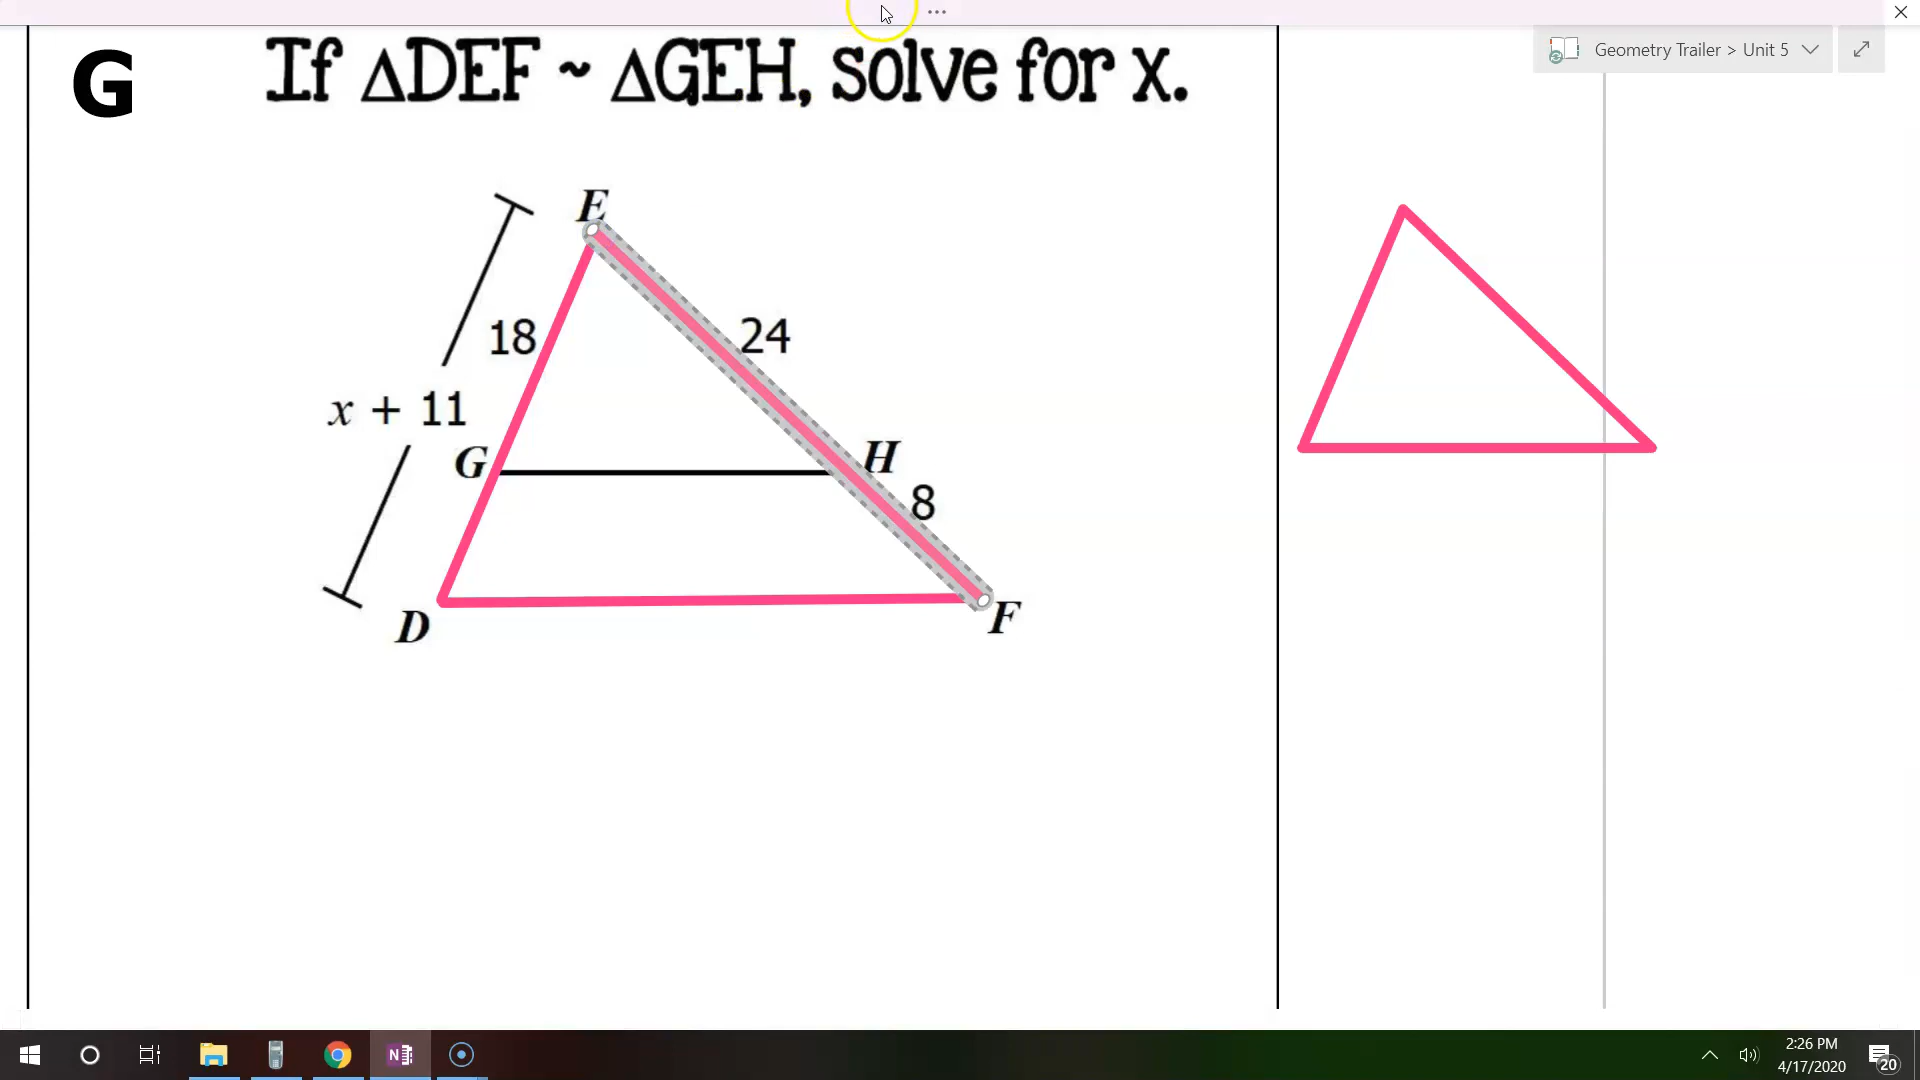 Geometry Trailer > Unit 5
G If ΔDEF ~ ΔGEH, solve for x.
E
18
24
x + 11
G
H
8
D
F
2:26 PM
4/17/2020
20